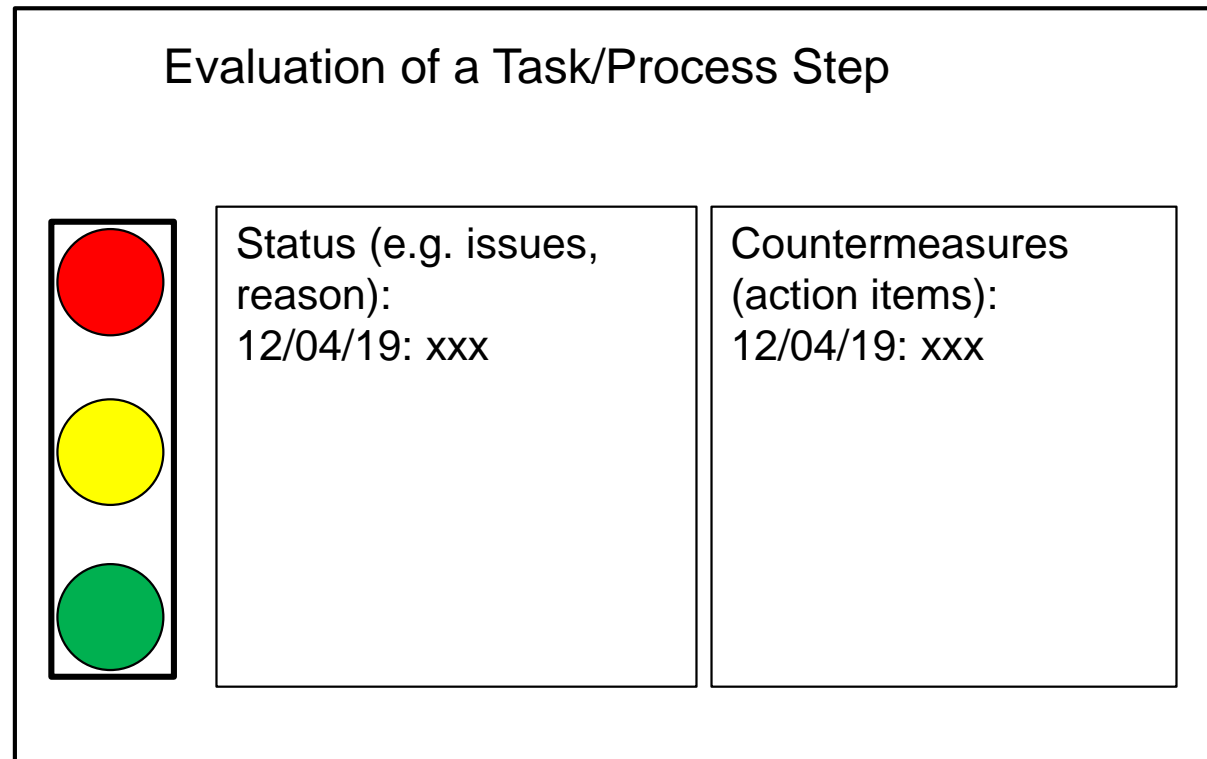 Evaluation of a Task/Process Step
Status (e.g. issues,
reason):
12/04/19: xxx
Countermeasures
(action items):
12/04/19: xxx